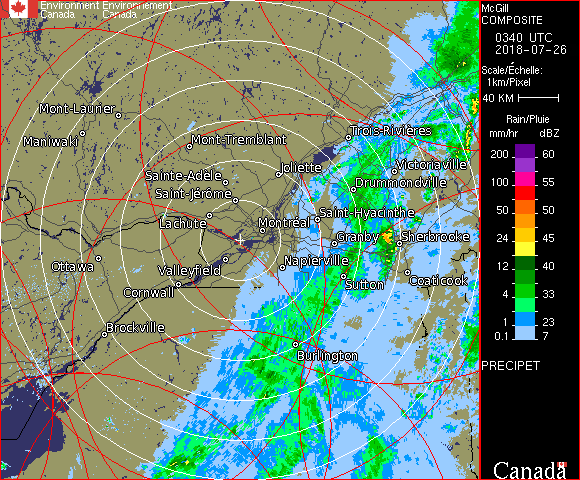 Environment Environnement
Canada Canada
McGill
COMPOSITE
0340 UTC
2018-07-26
Scale/Échelle:
1km/Pixel
40 KM
Rain/Pluie
mm/hr dBZ
200 60
100 55
50 50
24 45
12 40
4 33
1 23
0.1 7
PRECIPET
Canada
Mont-Laurier
Maniwaki
Mont-Tremblant
Trois-Rivières
Sainte-Adèle
Joliette
Victoriaville
Saint-Jérôme
Drummondville
Lachute
Montréal
Saint-Hyacinthe
Granby
Sherbrooke
Ottawa
Valleyfield
Napierville
Cornwall
Sutton
Coaticook
Brockville
Burlington